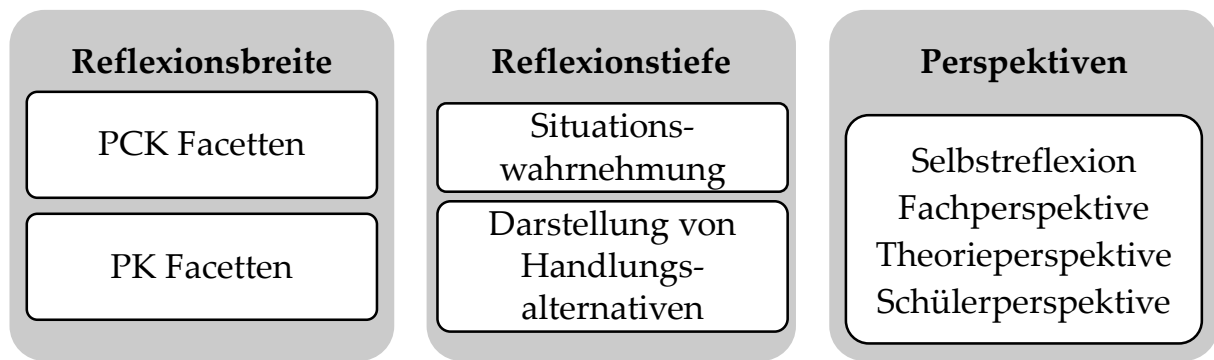 Reflexionsbreite
PCK Facetten
PK Facetten
Reflexionstiefe
Situations-
wahrnehmung
Darstellung von
Handlungs-
alternativen
Perspektiven
Selbstreflexion
Fachperspektive
Theorieperspektive
Schülerperspektive